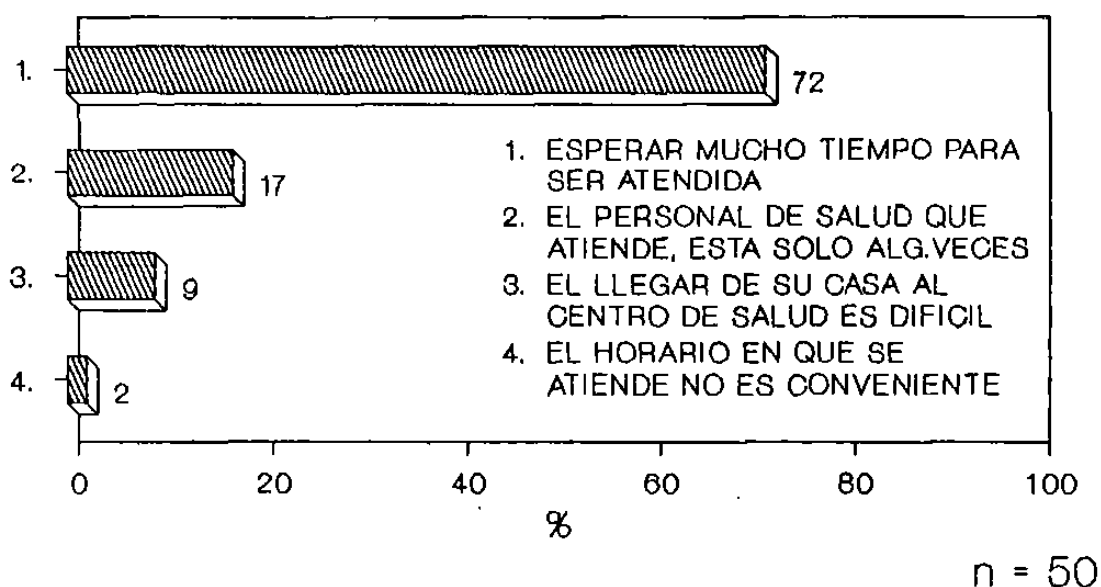 1.
72
2.
17
3.
9
4.
2
1. ESPERAR MUCHO TIEMPO PARA
SER ATENDIDA
2. EL PERSONAL DE SALUD QUE
ATIENDE, ESTA SOLO ALG.VECES
3. EL LLEGAR DE SU CASA AL
CENTRO DE SALUD ES DIFICIL
4. EL HORARIO EN QUE SE
ATIENDE NO ES CONVENIENTE
0 20 40 60 80 100
%
n = 50